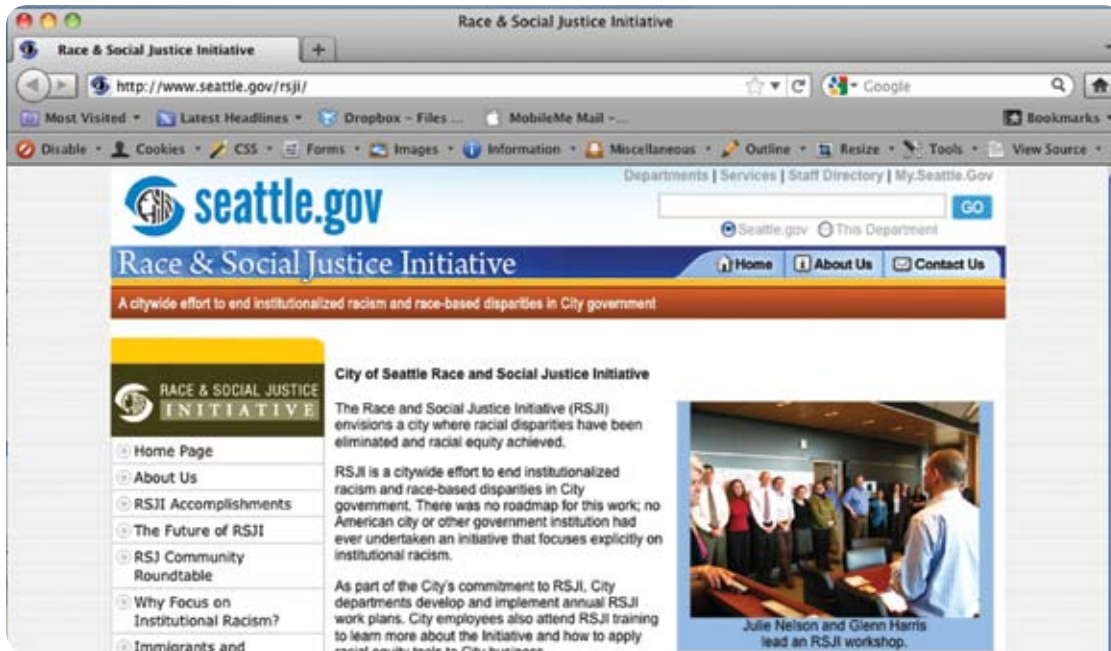 Race & Social Justice Initiative
Race & Social Justice Initiative
+
http://www.seattle.gov/rsji/
Google
Most Visited
Latest Headlines
Dropbox – Files ...
MobileMe Mail –...
Bookmarks
Disable
Cookies
CSS
Forms
Images
Information
Miscellaneous
Outline
Resize
Tools
View Source
seattle.gov
Departments | Services | Staff Directory | My.Seattle.Gov
GO
Seattle.gov This Department
Race & Social Justice Initiative
Home
About Us
Contact Us
A citywide effort to end institutionalized racism and race-based disparities in City government
RACE & SOCIAL JUSTICE
INITIATIVE
Home Page
About Us
RSJI Accomplishments
The Future of RSJI
RSJ Community
Roundtable
Why Focus on
Institutional Racism?
Immigrants and
City of Seattle Race and Social Justice Initiative
The Race and Social Justice Initiative (RSJI)
envisions a city where racial disparities have been
eliminated and racial equity achieved.
RSJI is a citywide effort to end institutionalized
racism and race-based disparities in City
government. There was no roadmap for this work; no
American city or other government institution had
ever undertaken an initiative that focuses explicitly on
institutional racism.
As part of the City's commitment to RSJI, City
departments develop and implement annual RSJI
work plans. City employees also attend RSJI training
to learn more about the Initiative and how to apply
racial equity tools to City business.
Julie Nelson and Glenn Harris
lead an RSJI workshop.